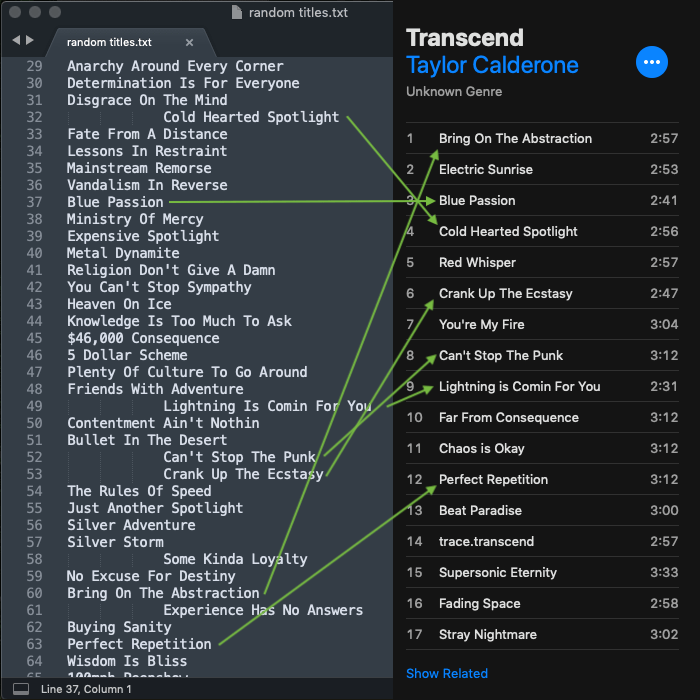 random titles.txt
random titles.txt
×
29 Anarchy Around Every Corner
30 Determination Is For Everyone
31 Disgrace On The Mind
32 Cold Hearted Spotlight
33 Fate From A Distance
34 Lessons In Restraint
35 Mainstream Remorse
36 Vandalism In Reverse
37 Blue Passion
38 Ministry Of Mercy
39 Expensive Spotlight
40 Metal Dynamite
41 Religion Don't Give A Damn
42 You Can't Stop Sympathy
43 Heaven On Ice
44 Knowledge Is Too Much To Ask
45 $46,000 Consequence
46 5 Dollar Scheme
47 Plenty Of Culture To Go Around
48 Friends With Adventure
49 Lightning Is Comin For You
50 Contentment Ain't Nothin
51 Bullet In The Desert
52 Can't Stop The Punk
53 Crank Up The Ecstasy
54 The Rules Of Speed
55 Just Another Spotlight
56 Silver Adventure
57 Silver Storm
58 Some Kinda Loyalty
59 No Excuse For Destiny
60 Bring On The Abstraction
61 Experience Has No Answers
62 Buying Sanity
63 Perfect Repetition
64 Wisdom Is Bliss
Line 37, Column 1
Transcend
Taylor Calderone
Unknown Genre
1 Bring On The Abstraction 2:57
2 Electric Sunrise 2:53
3 Blue Passion 2:41
4 Cold Hearted Spotlight 2:56
5 Red Whisper 2:57
6 Crank Up The Ecstasy 2:47
7 You're My Fire 3:04
8 Can't Stop The Punk 3:12
9 Lightning is Comin For You 2:31
10 Far From Consequence 3:12
11 Chaos is Okay 3:12
12 Perfect Repetition 3:12
13 Beat Paradise 3:00
14 trace.transcend 2:57
15 Supersonic Eternity 3:33
16 Fading Space 2:58
17 Stray Nightmare 3:02
Show Related